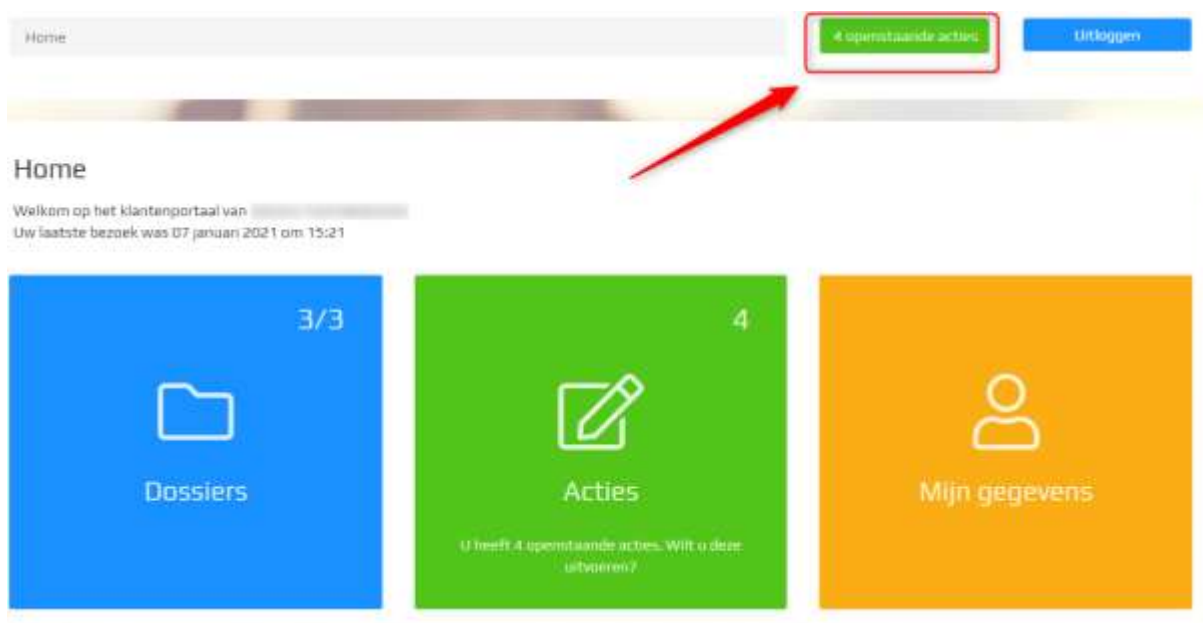 Home
4 openstaande acties
Uitloggen
Home
Welkom op het klantenportaal van
Uw laatste bezoek was 07 januari 2021 om 15:21
3/3
Dossiers
4
Acties
U heeft 4 openstaande acties. Wilt u deze
uitvoeren?
Mijn gegevens